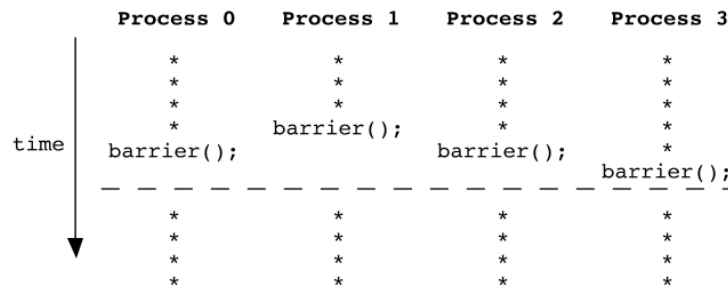 Process 0 Process 1 Process 2 Process 3
* * * *
* * * *
* * * *
* barrier(); * *
time barrier(); barrier(); *
barrier();
* * * *
* * * *
* * * *
* * * *